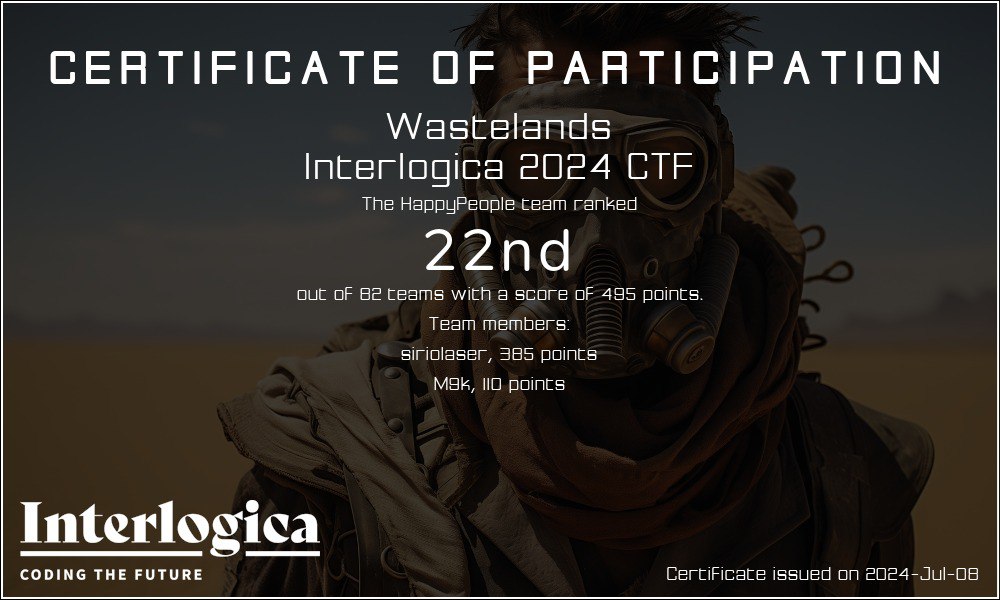 CERTIFICATE OF PARTICIPATION
Wastelands
Interlogica 2024 CTF
The HappyPeople team ranked
22nd
out of 82 teams with a score of 495 points.
Team members:
siriolaser, 385 points
M9k, 110 points
Interlogica
CODING THE FUTURE
Certificate issued on 2024-Jul-08